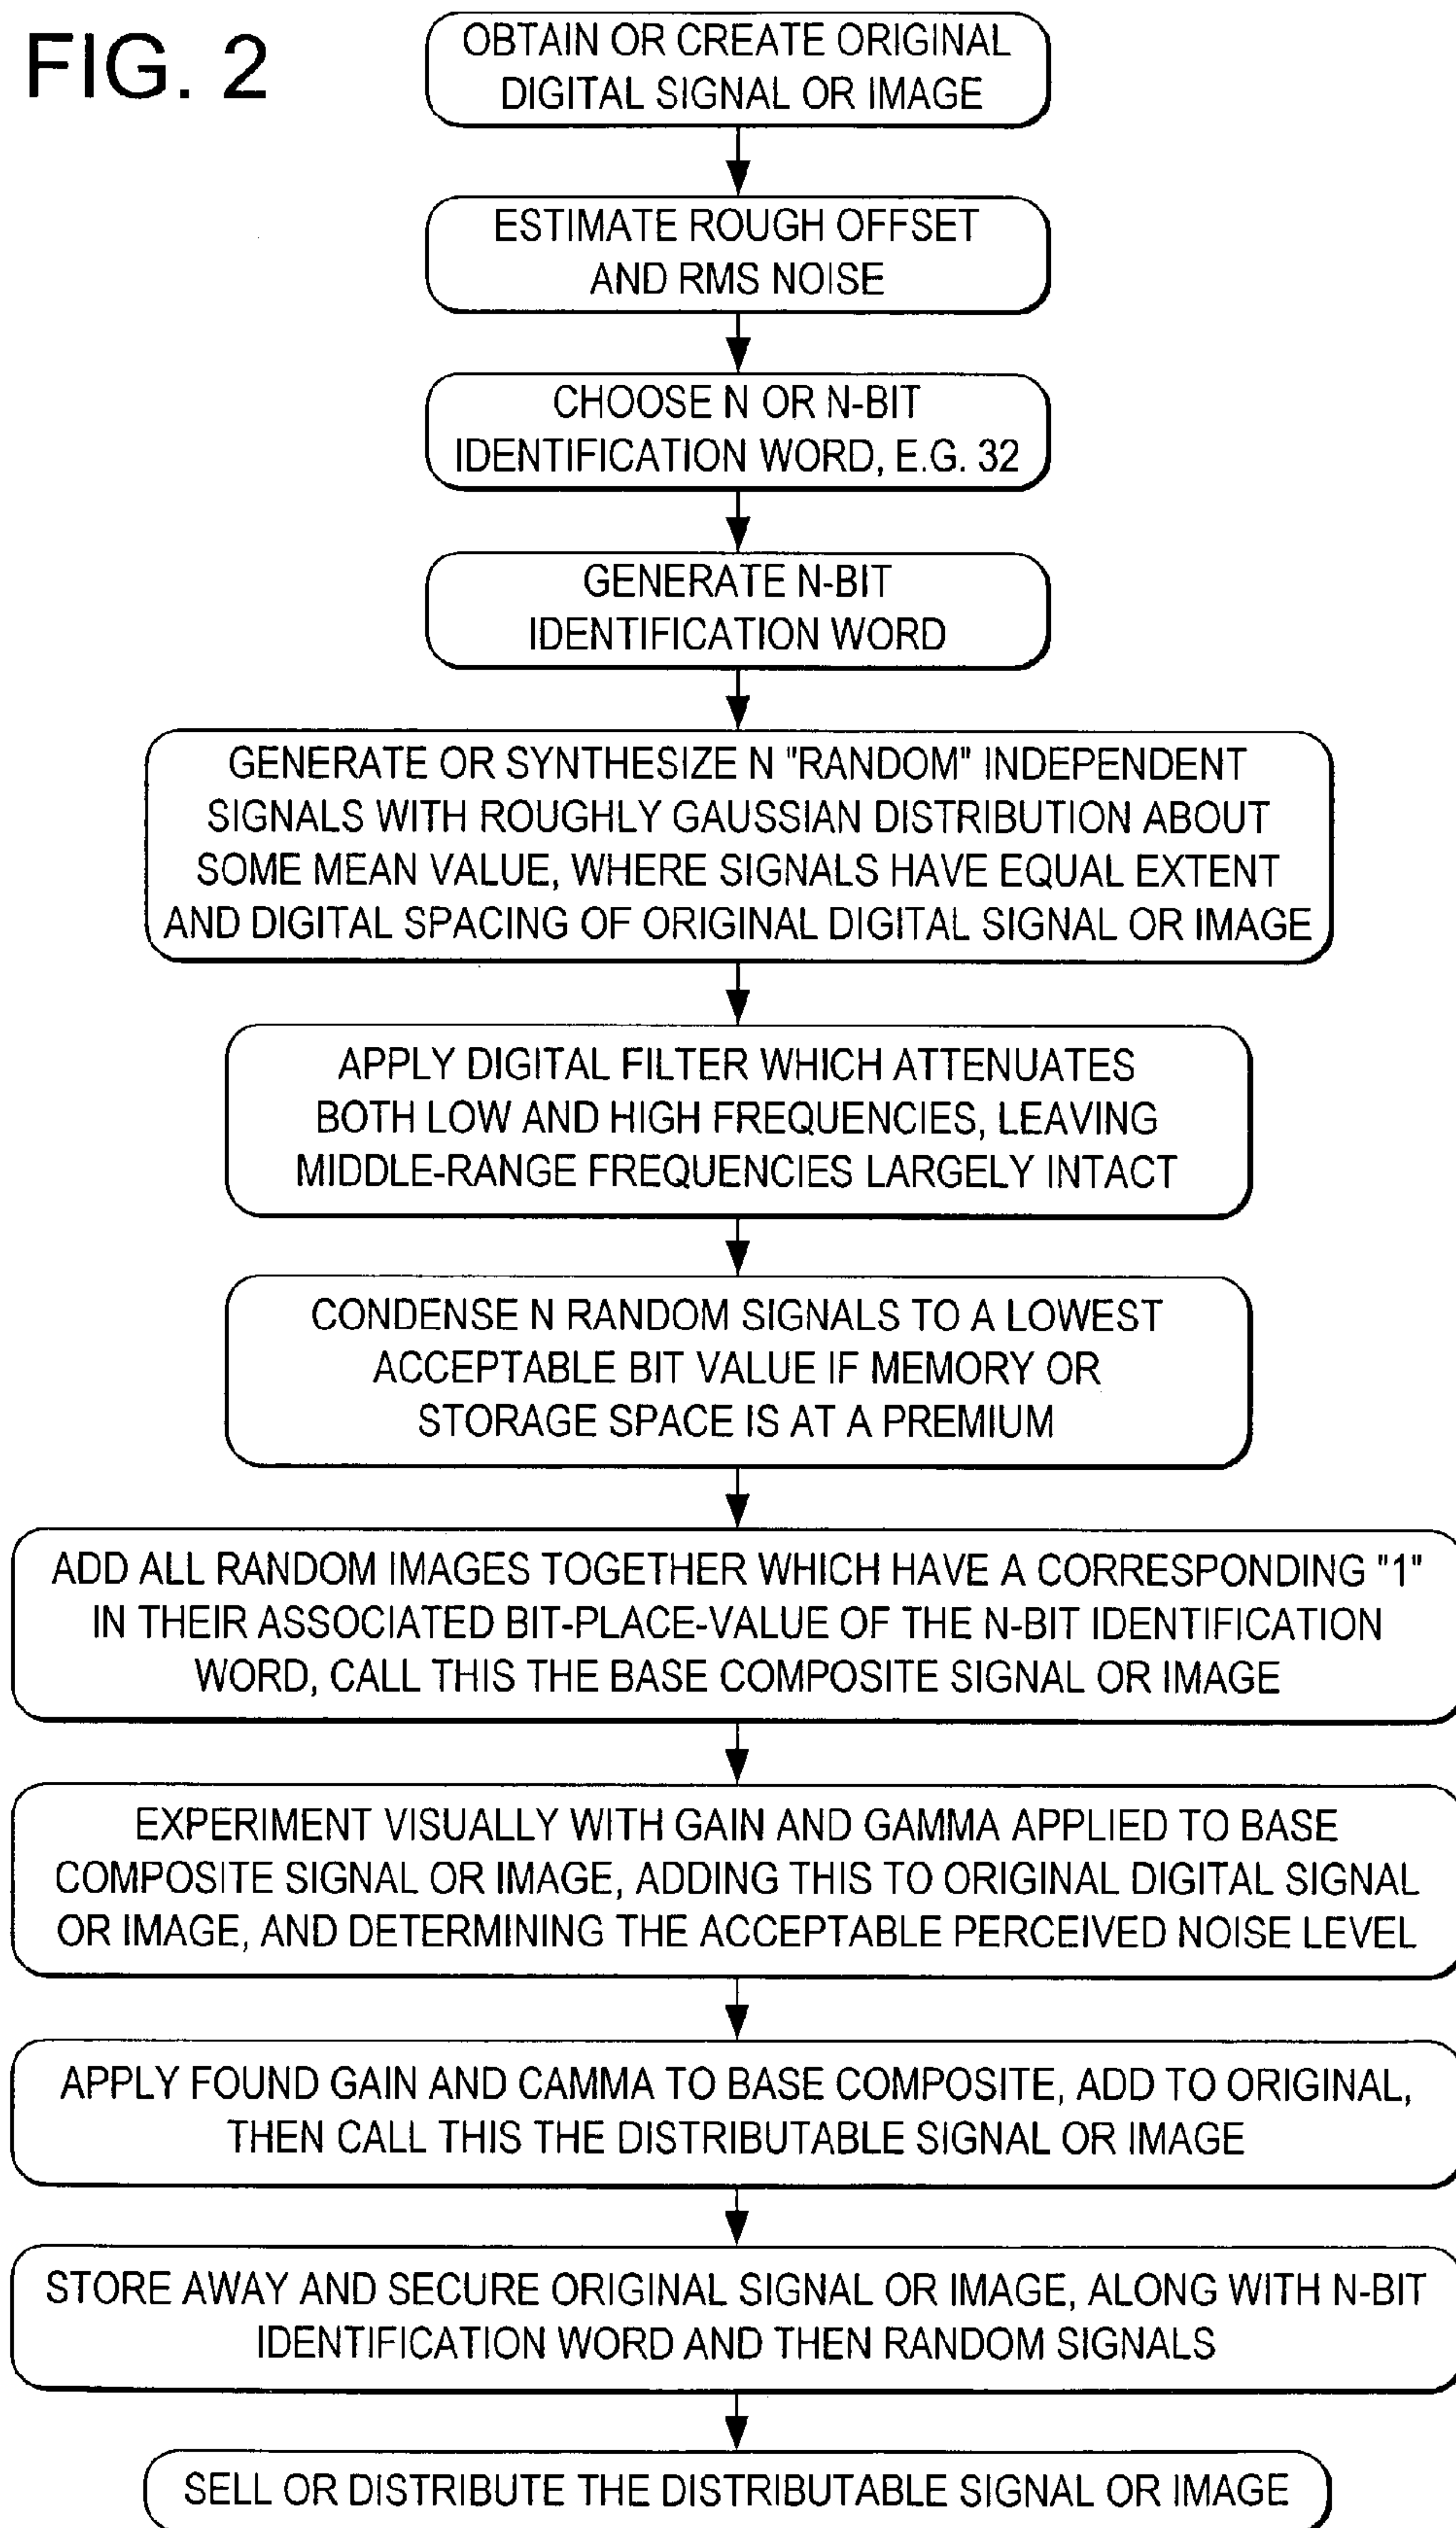 FIG. 2
OBTAIN OR CREATE ORIGINAL
DIGITAL SIGNAL OR IMAGE
ESTIMATE ROUGH OFFSET
AND RMS NOISE
CHOOSE N OR N-BIT
IDENTIFICATION WORD, E.G. 32
GENERATE N-BIT
IDENTIFICATION WORD
GENERATE OR SYNTHESIZE N "RANDOM" INDEPENDENT
SIGNALS WITH ROUGHLY GAUSSIAN DISTRIBUTION ABOUT
SOME MEAN VALUE, WHERE SIGNALS HAVE EQUAL EXTENT
AND DIGITAL SPACING OF ORIGINAL DIGITAL SIGNAL OR IMAGE
APPLY DIGITAL FILTER WHICH ATTENUATES
BOTH LOW AND HIGH FREQUENCIES, LEAVING
MIDDLE-RANGE FREQUENCIES LARGELY INTACT
CONDENSE N RANDOM SIGNALS TO A LOWEST
ACCEPTABLE BIT VALUE IF MEMORY OR
STORAGE SPACE IS AT A PREMIUM
ADD ALL RANDOM IMAGES TOGETHER WHICH HAVE A CORRESPONDING "1"
IN THEIR ASSOCIATED BIT-PLACE-VALUE OF THE N-BIT IDENTIFICATION
WORD, CALL THIS THE BASE COMPOSITE SIGNAL OR IMAGE
EXPERIMENT VISUALLY WITH GAIN AND GAMMA APPLIED TO BASE
COMPOSITE SIGNAL OR IMAGE, ADDING THIS TO ORIGINAL DIGITAL SIGNAL
OR IMAGE, AND DETERMINING THE ACCEPTABLE PERCEIVED NOISE LEVEL
APPLY FOUND GAIN AND CAMMA TO BASE COMPOSITE, ADD TO ORIGINAL,
THEN CALL THIS THE DISTRIBUTABLE SIGNAL OR IMAGE
STORE AWAY AND SECURE ORIGINAL SIGNAL OR IMAGE, ALONG WITH N-BIT
IDENTIFICATION WORD AND THEN RANDOM SIGNALS
SELL OR DISTRIBUTE THE DISTRIBUTABLE SIGNAL OR IMAGE